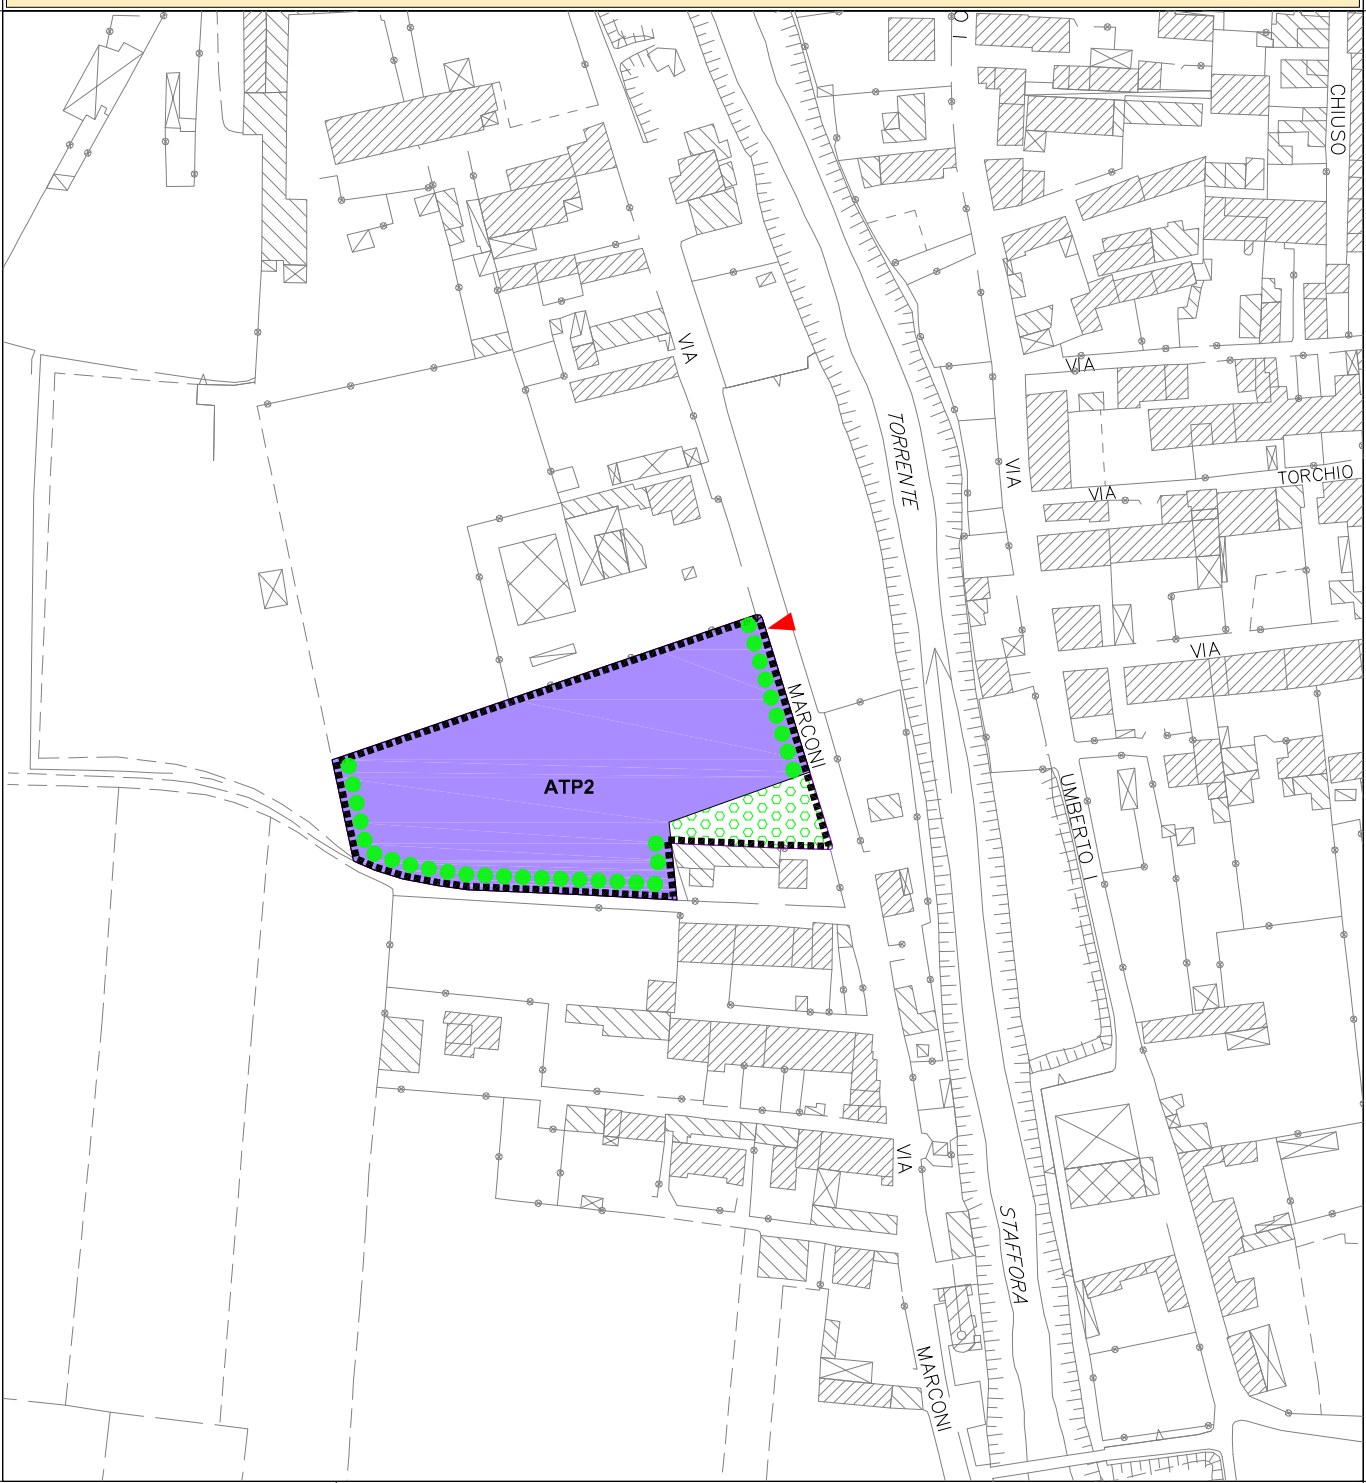 O I
CHIUSO
VIA
VIA
TORRENTE
VIA
TORCHIO
VIA
VIA
MARCONI
ATP2
UMBERTO I
VIA
STAFFORA
MARCONI